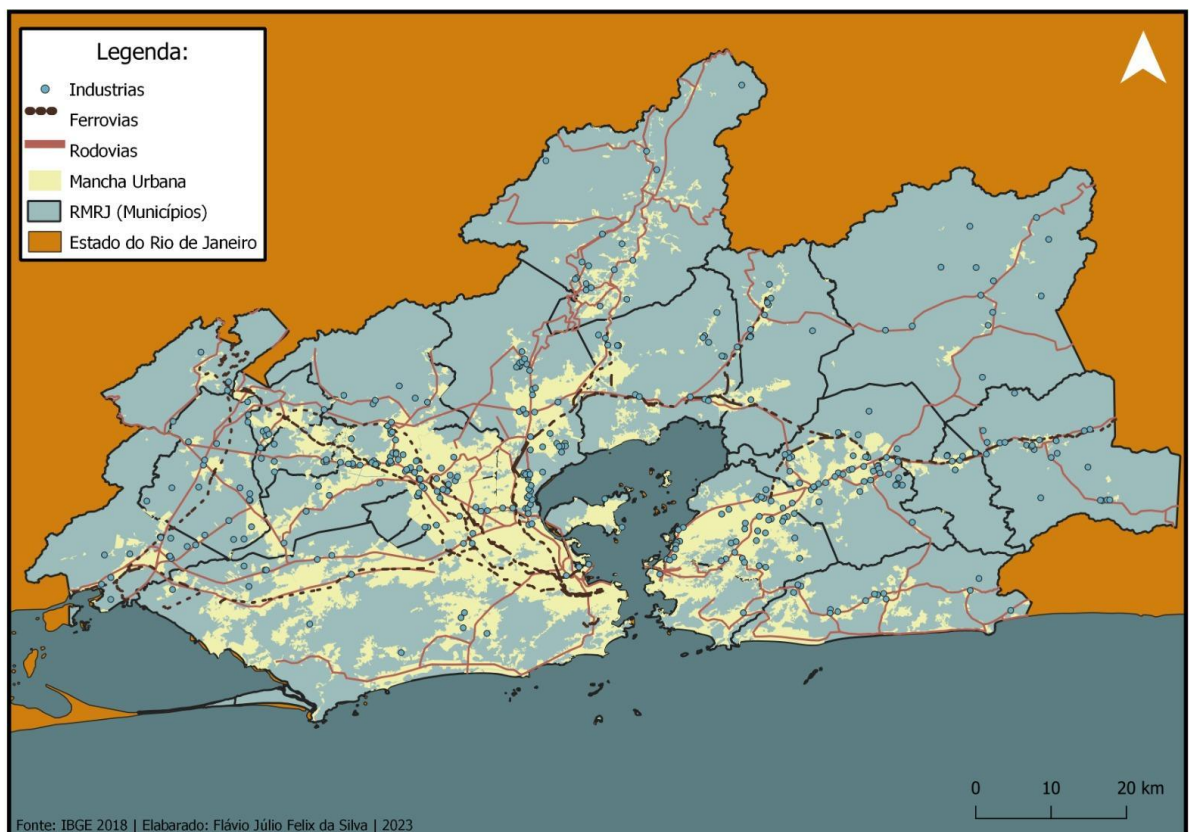 Legenda:
Industrias
Ferrovias
Rodovias
Mancha Urbana
RMRJ (Municípios)
Estado do Rio de Janeiro
0 10 20 km
Fonte: IBGE 2018 | Elabarado: Flávio Júlio Felix da Silva | 2023